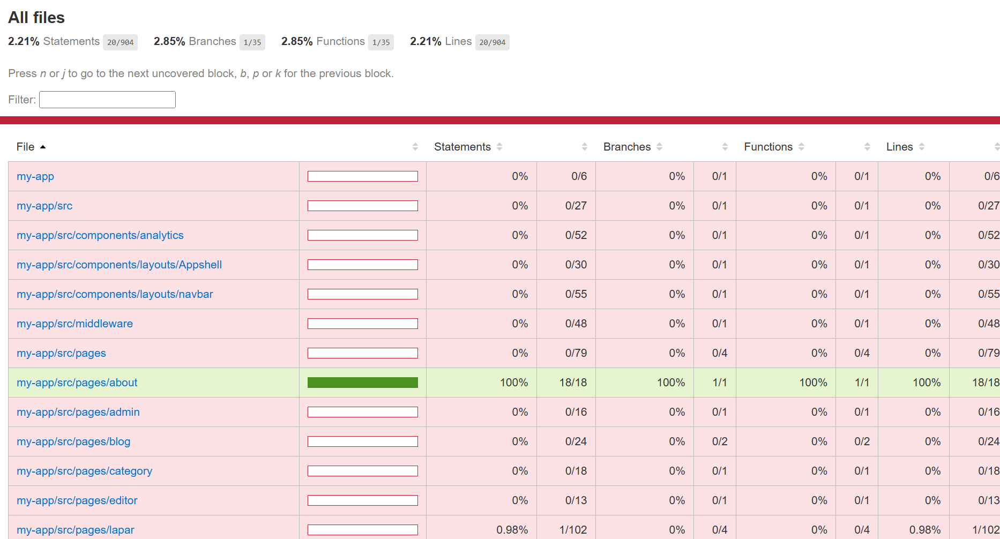 All files
2.21% Statements 20/904 2.85% Branches 1/35 2.85% Functions 1/35 2.21% Lines 20/904
Press n or j to go to the next uncovered block, b, p or k for the previous block.
Filter:
File Statements Branches Functions Lines
my-app 0% 0/6 0% 0/1 0% 0/1 0% 0/6
my-app/src 0% 0/27 0% 0/1 0% 0/1 0% 0/27
my-app/src/components/analytics 0% 0/52 0% 0/1 0% 0/1 0% 0/52
my-app/src/components/layouts/Appshell 0% 0/30 0% 0/1 0% 0/1 0% 0/30
my-app/src/components/layouts/navbar 0% 0/55 0% 0/1 0% 0/1 0% 0/55
my-app/src/middleware 0% 0/48 0% 0/1 0% 0/1 0% 0/48
my-app/src/pages 0% 0/79 0% 0/4 0% 0/4 0% 0/79
my-app/src/pages/about 100% 18/18 100% 1/1 100% 1/1 100% 18/18
my-app/src/pages/admin 0% 0/16 0% 0/1 0% 0/1 0% 0/16
my-app/src/pages/blog 0% 0/24 0% 0/2 0% 0/2 0% 0/24
my-app/src/pages/category 0% 0/18 0% 0/1 0% 0/1 0% 0/18
my-app/src/pages/editor 0% 0/13 0% 0/1 0% 0/1 0% 0/13
my-app/src/pages/lapar 0.98% 1/102 0% 0/4 0% 0/4 0.98% 1/102